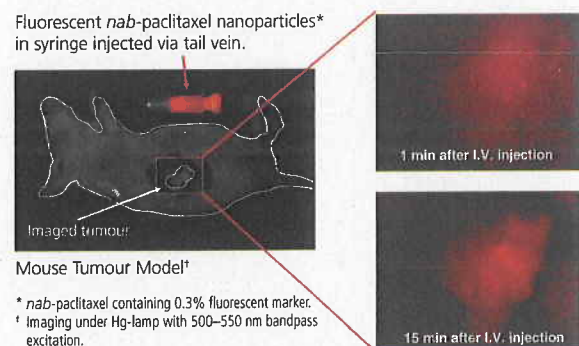 Fluorescent nab-paclitaxel nanoparticles*
in syringe injected via tail vein.
Imaged tumour
Mouse Tumour Model†
* nab-paclitaxel containing 0.3% fluorescent marker.
† Imaging under Hg-lamp with 500–550 nm bandpass
excitation.
1 min after I.V. injection
15 min after I.V. injection